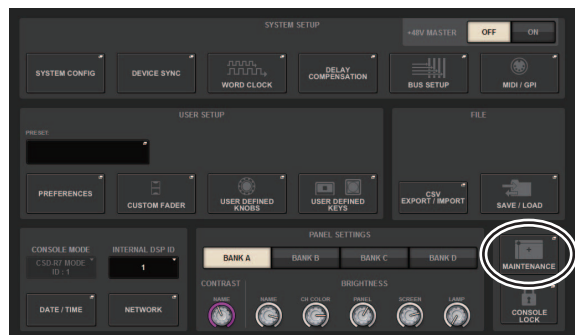 SYSTEM SETUP
+48V MASTER OFF ON
SYSTEM CONFIG
DEVICE SYNC
WORD CLOCK
DELAY
COMPENSATION
BUS SETUP
MIDI / GPI
USER SETUP
PRESET:
PREFERENCES
CUSTOM FADER
USER DEFINED
KNOBS
USER DEFINED
KEYS
FILE
CSV
EXPORT / IMPORT
SAVE / LOAD
CONSOLE MODE
CSD-R7 MODE
ID : 1
INTERNAL DSP ID
1
DATE / TIME
NETWORK
PANEL SETTINGS
BANK A BANK B BANK C BANK D
CONTRAST BRIGHTNESS
NAME NAME CH COLOR PANEL SCREEN LAMP
MAINTENANCE
CONSOLE
LOCK